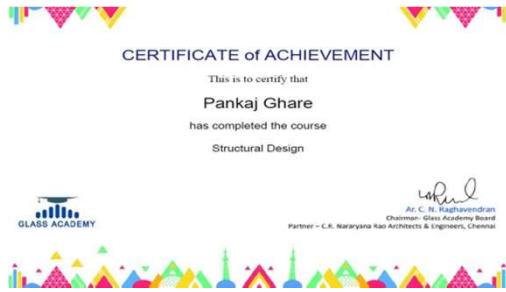 CERTIFICATE of ACHIEVEMENT
This is to certify that
Pankaj Ghare
has completed the course
Structural Design
GLASS ACADEMY
Ar. C. N. Raghavendran
Chairman- Glass Academy Board
Partner – C.R. Nararyana Rao Architects & Engineers, Chennai